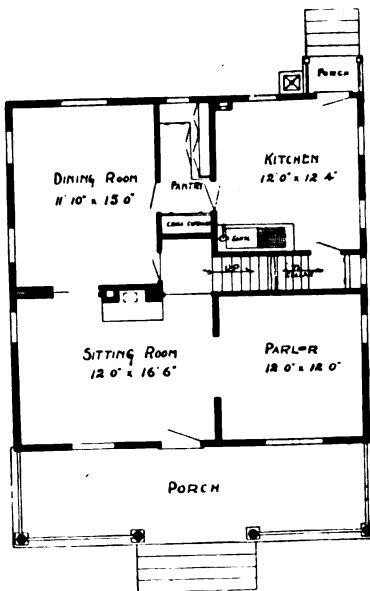 PORCH
KITCHEN
12'0" x 12'4"
DINING ROOM
11'10" x 15'0"
PANTRY
UP
SITTING ROOM
12'0" x 16'6"
PARLOR
12'0" x 12'0"
PORCH